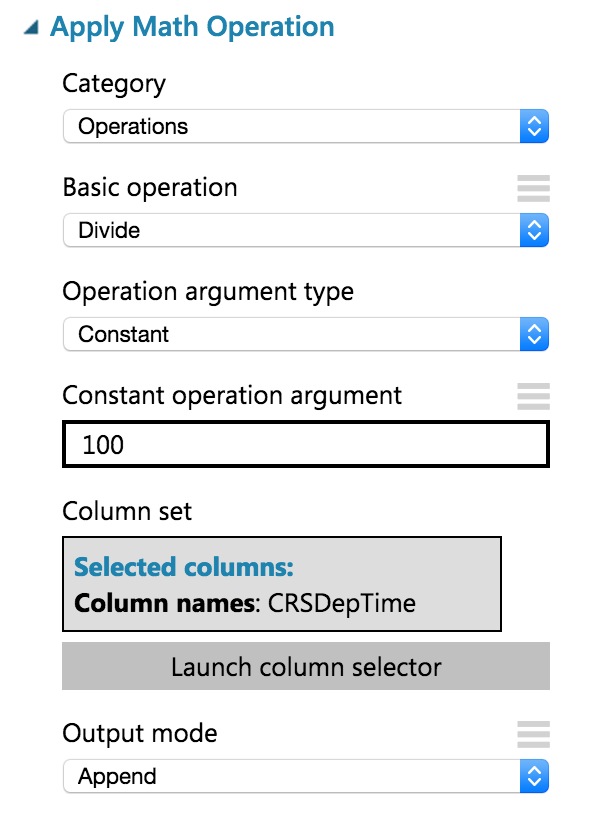 Apply Math Operation
Category
Operations
Basic operation
Divide
Operation argument type
Constant
Constant operation argument
100
Column set
Selected columns:
Column names: CRSDepTime
Launch column selector
Output mode
Append